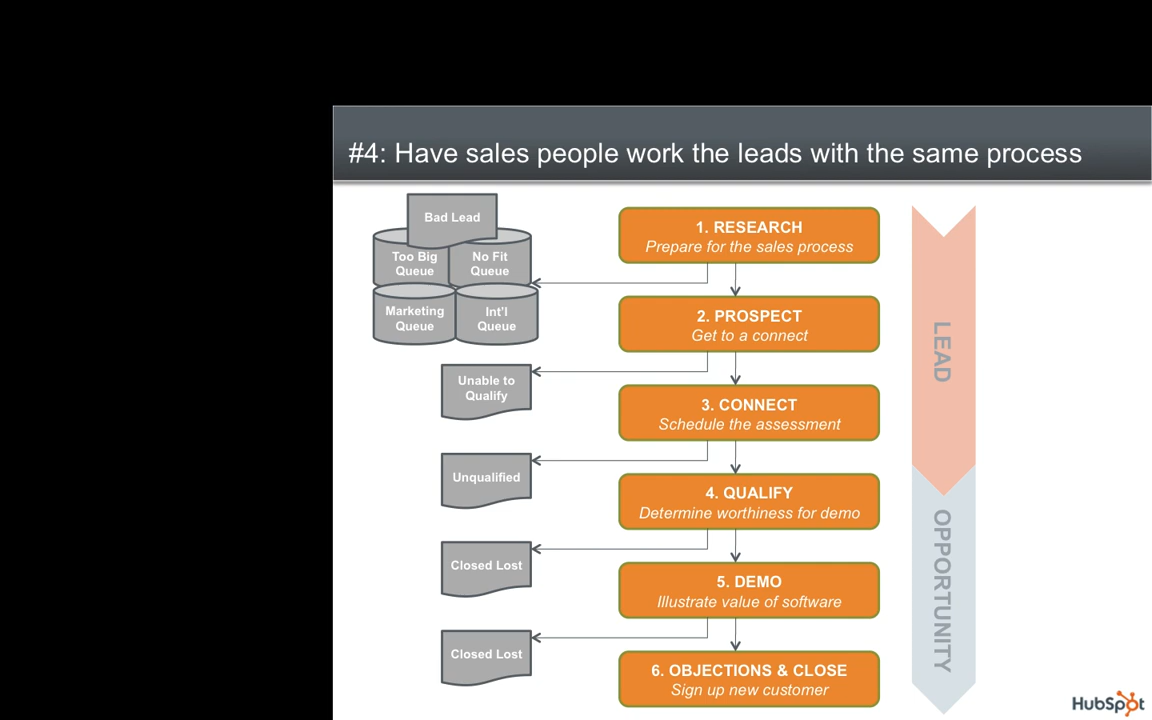 #4: Have sales people work the leads with the same process
Bad Lead
Too Big
Queue
No Fit
Queue
Marketing
Queue
Int'l
Queue
1. RESEARCH
Prepare for the sales process
2. PROSPECT
Get to a connect
Unable to
Qualify
3. CONNECT
Schedule the assessment
Unqualified
4. QUALIFY
Determine worthiness for demo
Closed Lost
5. DEMO
Illustrate value of software
Closed Lost
6. OBJECTIONS & CLOSE
Sign up new customer
LEAD
OPPORTUNITY
HubSpot